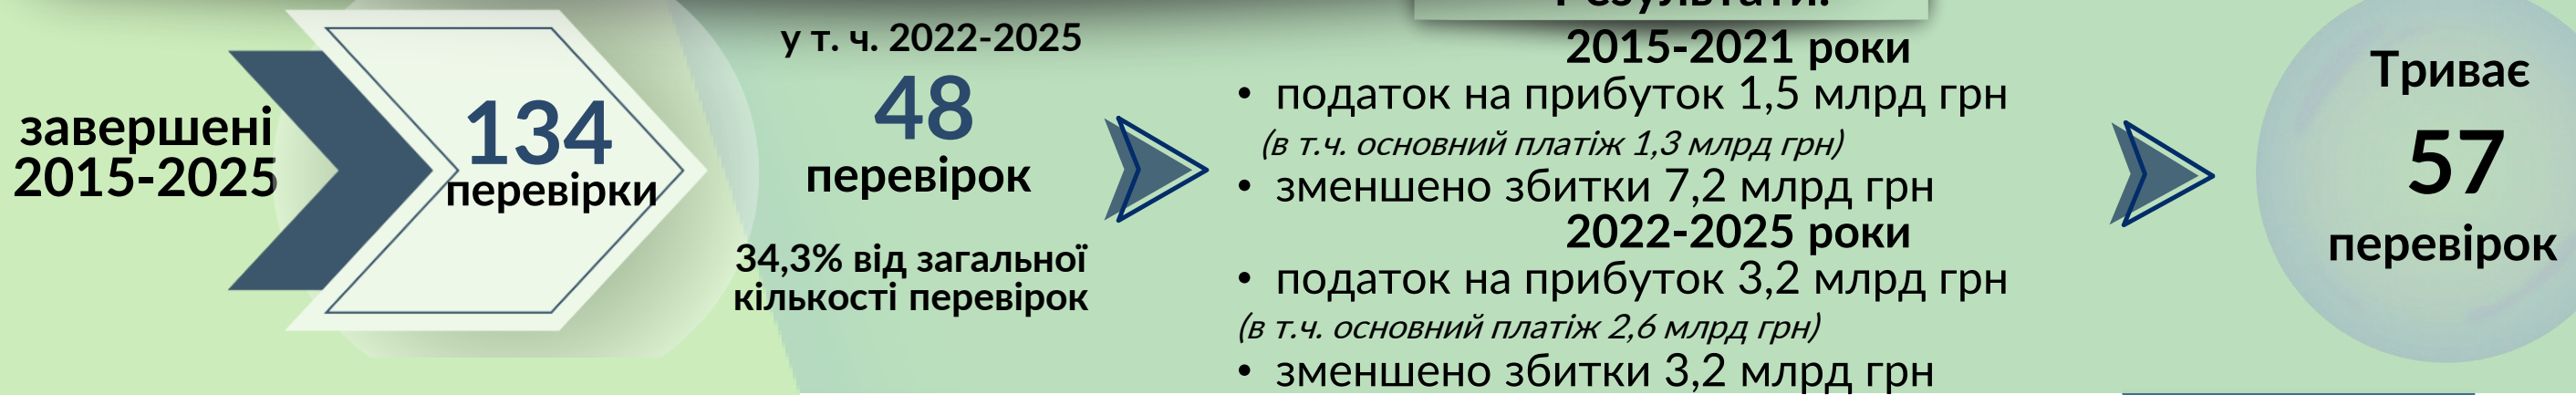 завершені
2015-2025
134
перевірки
у т. ч. 2022-2025
48
перевірок
34,3% від загальної
кількості перевірок
Результати:
2015-2021 роки
• податок на прибуток 1,5 млрд грн
(в т.ч. основний платіж 1,3 млрд грн)
• зменшено збитки 7,2 млрд грн
2022-2025 роки
• податок на прибуток 3,2 млрд грн
(в т.ч. основний платіж 2,6 млрд грн)
• зменшено збитки 3,2 млрд грн
Триває
57
перевірок